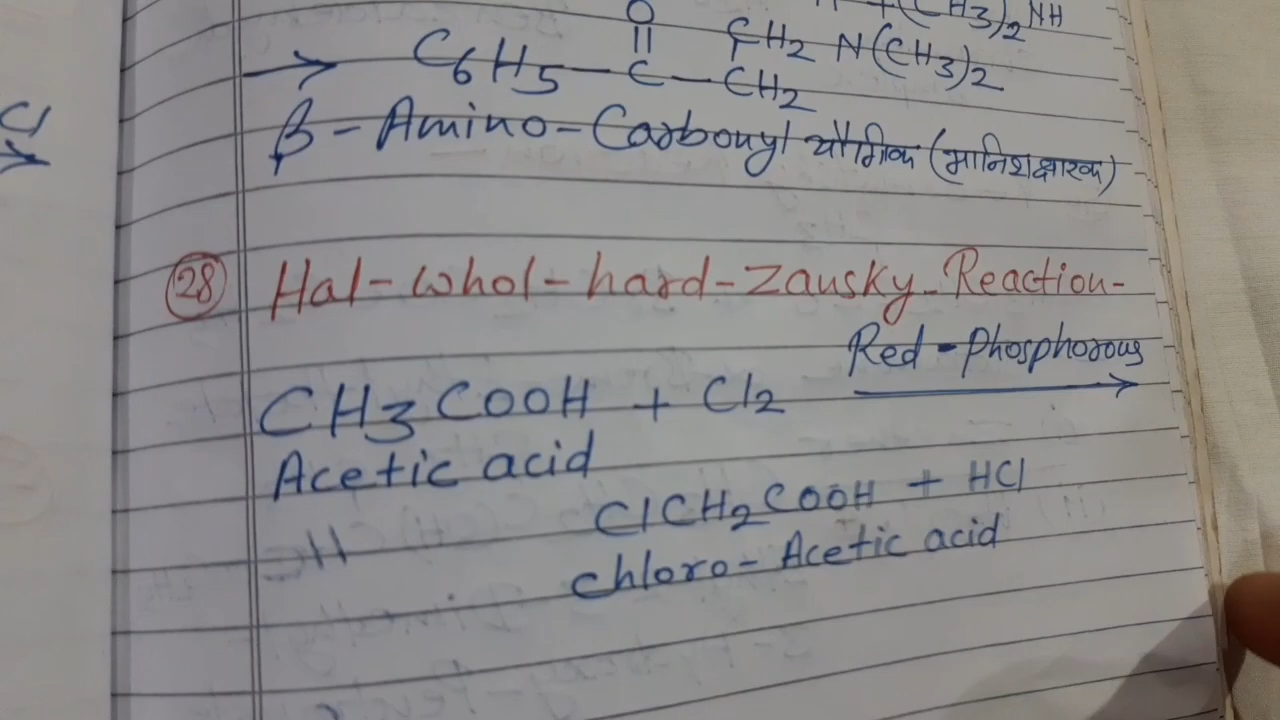 +(CH3)2NH
O
CH2 N(CH3)2
→ C6H5—C—CH2
β-Amino-Carbonyl यौगिक (मानिशक्षारक)
28 Hal-whol-hard-Zausky-Reaction-
Red-Phosphorous
CH3COOH + Cl2 →
Acetic acid
ClCH2COOH + HCl
Chloro-Acetic acid